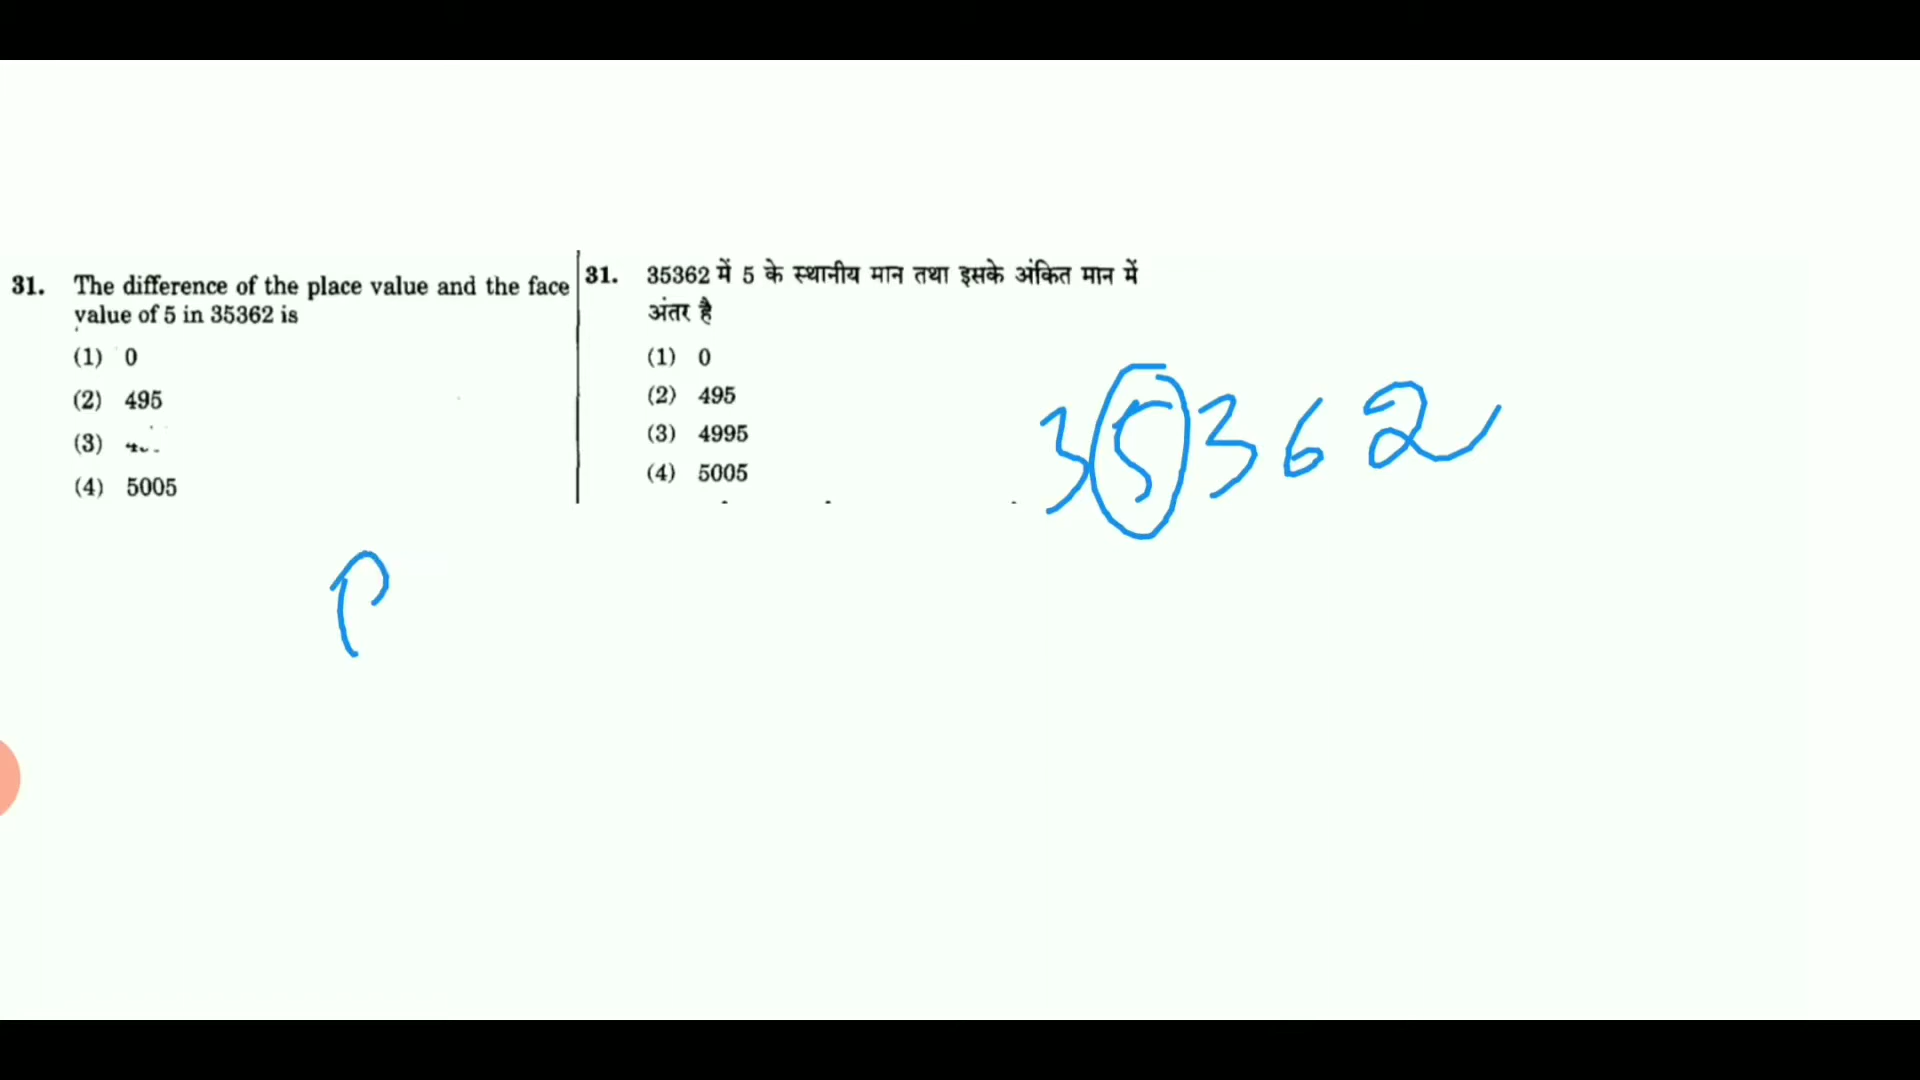 31. The difference of the place value and the face
value of 5 in 35362 is
(1) 0
(2) 495
(3)
(4) 5005
31. 35362 में 5 के स्थानीय मान तथा इसके अंकित मान में
अंतर है
(1) 0
(2) 495
(3) 4995
(4) 5005
35362
P